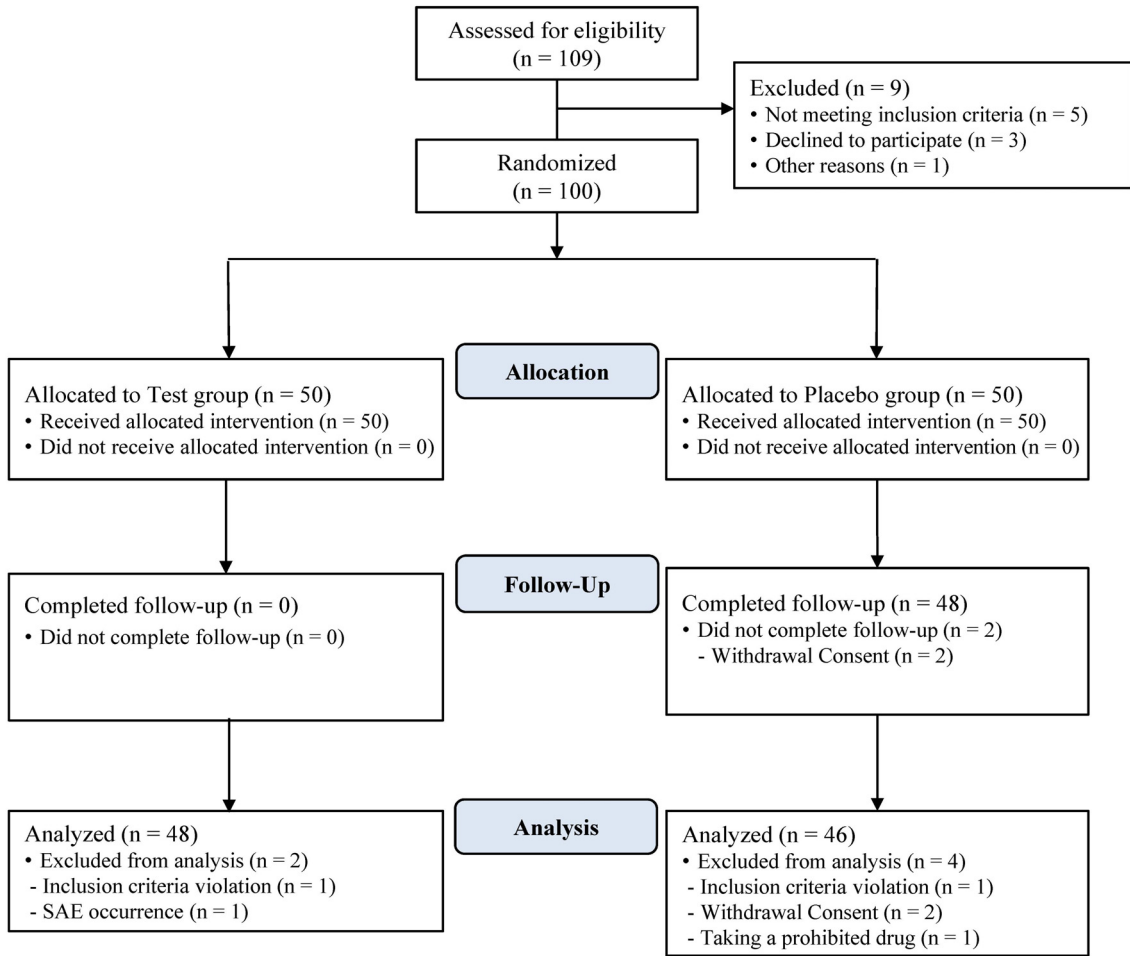 Assessed for eligibility
(n = 109)
Excluded (n = 9)
• Not meeting inclusion criteria (n = 5)
• Declined to participate (n = 3)
• Other reasons (n = 1)
Randomized
(n = 100)
Allocation
Allocated to Test group (n = 50)
• Received allocated intervention (n = 50)
• Did not receive allocated intervention (n = 0)
Allocated to Placebo group (n = 50)
• Received allocated intervention (n = 50)
• Did not receive allocated intervention (n = 0)
Follow-Up
Completed follow-up (n = 0)
• Did not complete follow-up (n = 0)
Completed follow-up (n = 48)
• Did not complete follow-up (n = 2)
- Withdrawal Consent (n = 2)
Analysis
Analyzed (n = 48)
• Excluded from analysis (n = 2)
- Inclusion criteria violation (n = 1)
- SAE occurrence (n = 1)
Analyzed (n = 46)
• Excluded from analysis (n = 4)
- Inclusion criteria violation (n = 1)
- Withdrawal Consent (n = 2)
- Taking a prohibited drug (n = 1)